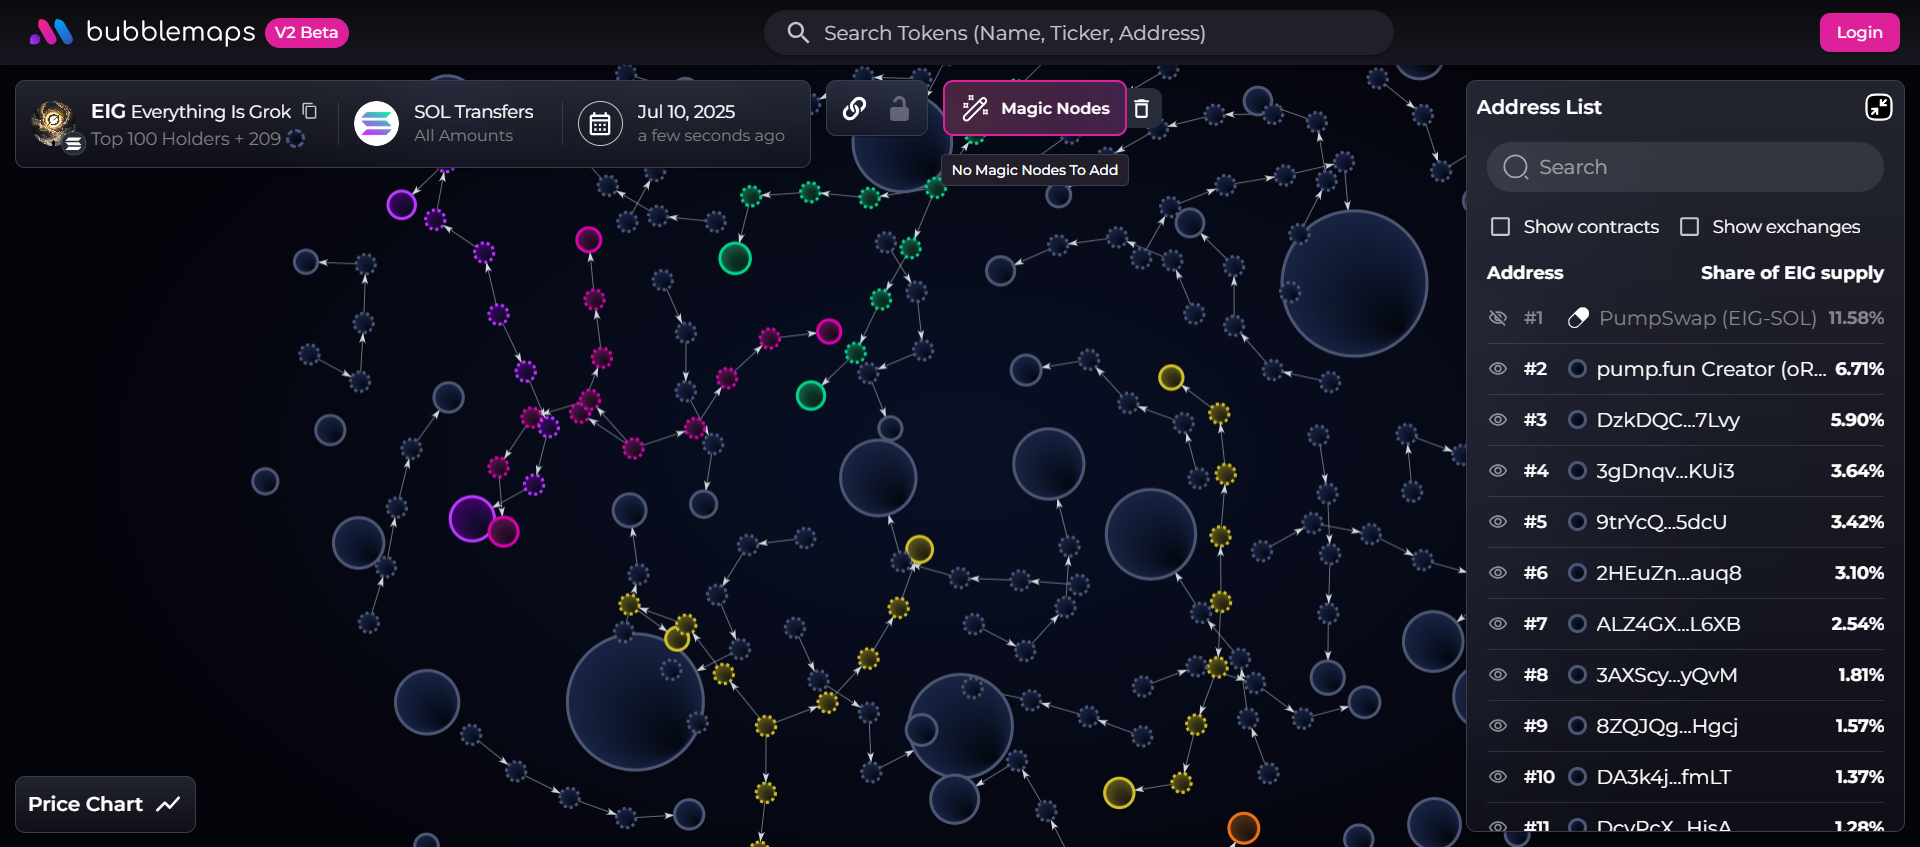 bubblemaps V2 Beta
Search Tokens (Name, Ticker, Address)
Login
EIG Everything Is Grok
Top 100 Holders + 209
SOL Transfers
All Amounts
Jul 10, 2025
a few seconds ago
Magic Nodes
No Magic Nodes To Add
Address List
Search
Show contracts
Show exchanges
Address Share of EIG supply
#1 PumpSwap (EIG-SOL) 11.58%
#2 pump.fun Creator (oR... 6.71%
#3 DzkDQC...7Lvy 5.90%
#4 3gDnqv...KUi3 3.64%
#5 9trYcQ...5dcU 3.42%
#6 2HEuZn...auq8 3.10%
#7 ALZ4GX...L6XB 2.54%
#8 3AXScy...yQvM 1.81%
#9 8ZQJQg...Hgcj 1.57%
#10 DA3k4j...fmLT 1.37%
#11 1.28%
Price Chart